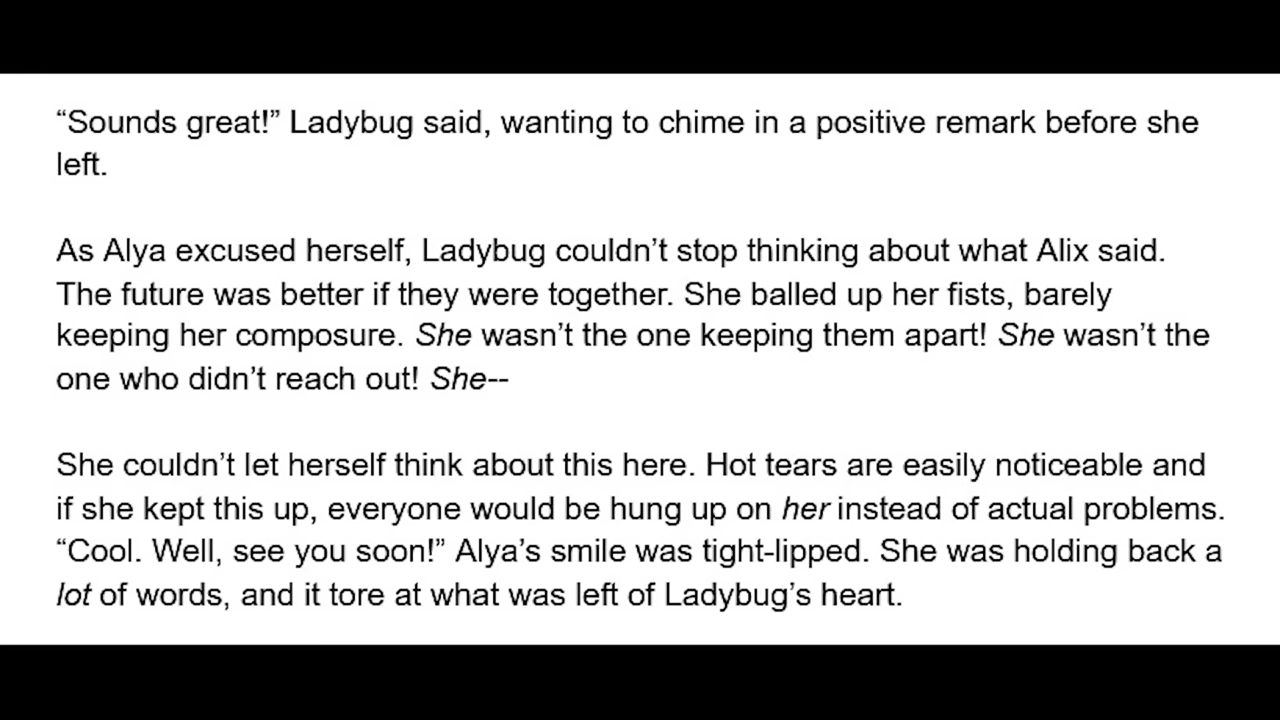 “Sounds great!” Ladybug said, wanting to chime in a positive remark before she
left.
As Alya excused herself, Ladybug couldn’t stop thinking about what Alix said.
The future was better if they were together. She balled up her fists, barely
keeping her composure. She wasn’t the one keeping them apart! She wasn’t the
one who didn’t reach out! She--
She couldn’t let herself think about this here. Hot tears are easily noticeable and
if she kept this up, everyone would be hung up on her instead of actual problems.
“Cool. Well, see you soon!” Alya’s smile was tight-lipped. She was holding back a
lot of words, and it tore at what was left of Ladybug’s heart.